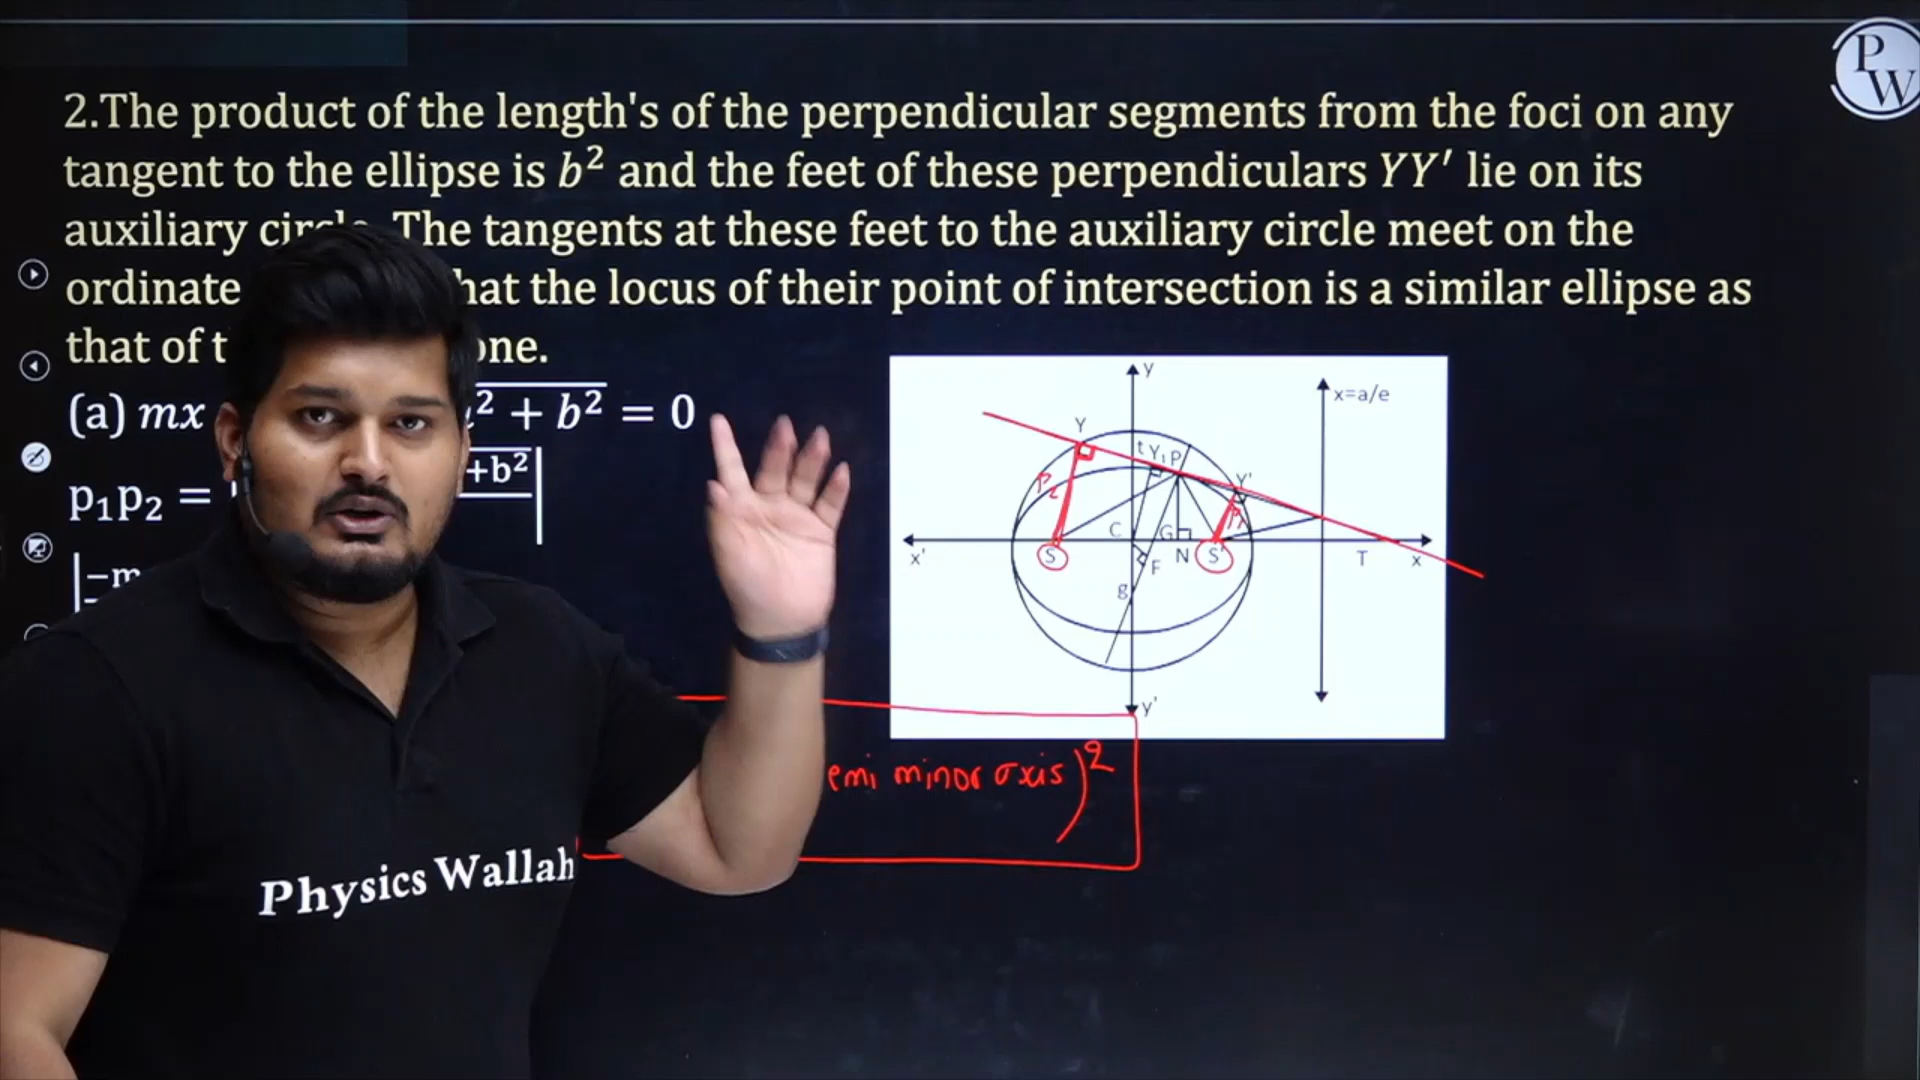 P
W
2.The product of the length's of the perpendicular segments from the foci on any
tangent to the ellipse is b² and the feet of these perpendiculars YY′ lie on its
auxiliary The tangents at these feet to the auxiliary circle meet on the
ordinate hat the locus of their point of intersection is a similar ellipse as
that of t one.
(a) mx ² + b² = 0
p₁p₂ = +b²
−m
y
x=a/e
Y
t Y₁ P
Y'
P₂
P₁
C G
x' S F N S' T x
g
y'
emi minor axis)²
Physics Wallah